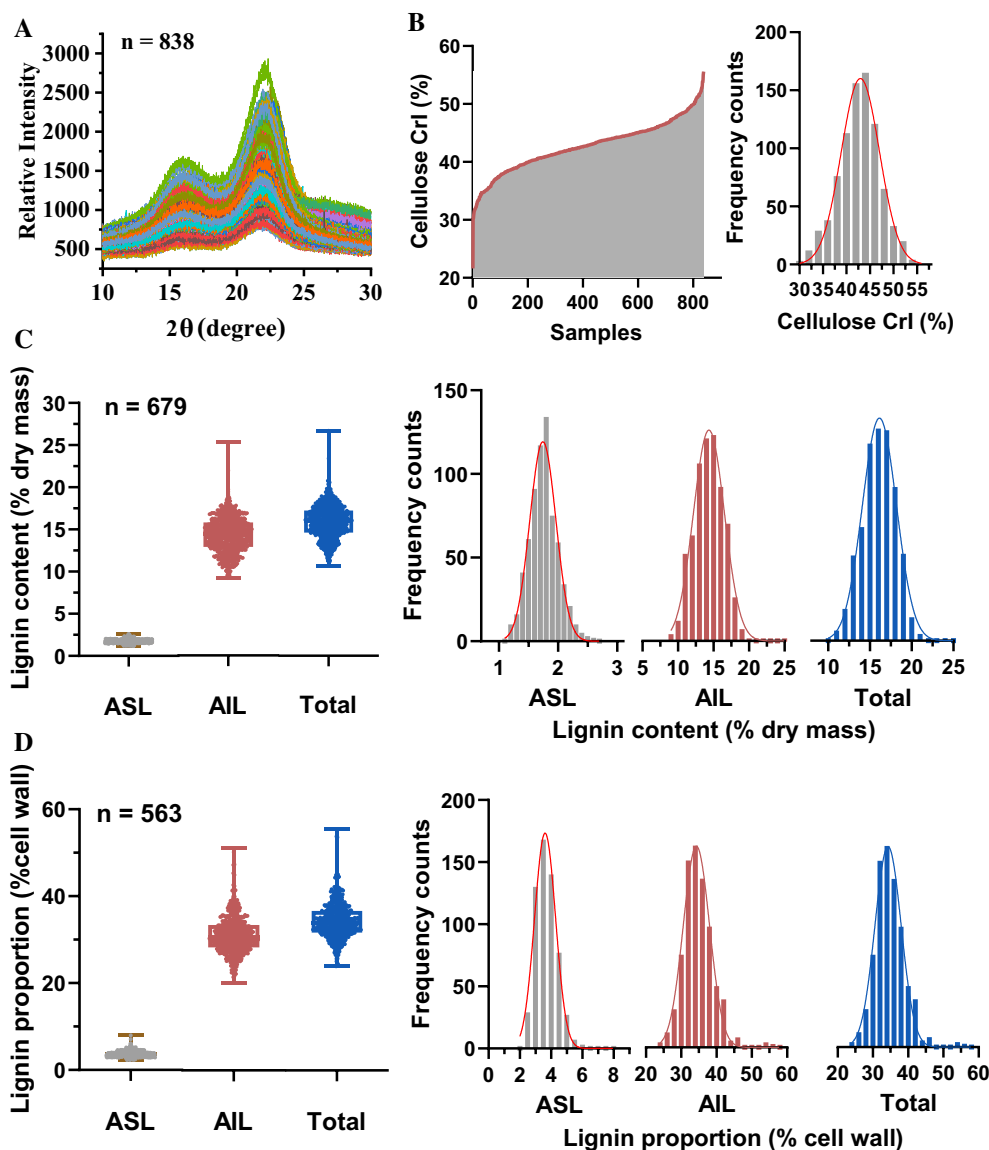 A
n = 838
Relative Intensity
3000
2500
2000
1500
1000
500
10 15 20 25 30
2θ (degree)
B
Cellulose CrI (%)
60
50
40
30
20
0 200 400 600 800
Samples
Frequency counts
200
150
100
50
0
30 35 40 45 50 55
Cellulose CrI (%)
C
n = 679
Lignin content (% dry mass)
30
25
20
15
10
5
0
ASL AIL Total
Frequency counts
150
100
50
0
1 2 3
5 10 15 20 25
10 15 20 25
ASL AIL Total
Lignin content (% dry mass)
D
n = 563
Lignin proportion (%cell wall)
60
40
20
0
ASL AIL Total
Frequency counts
200
150
100
50
0
0 2 4 6 8
20 30 40 50 60
20 30 40 50 60
ASL AIL Total
Lignin proportion (% cell wall)